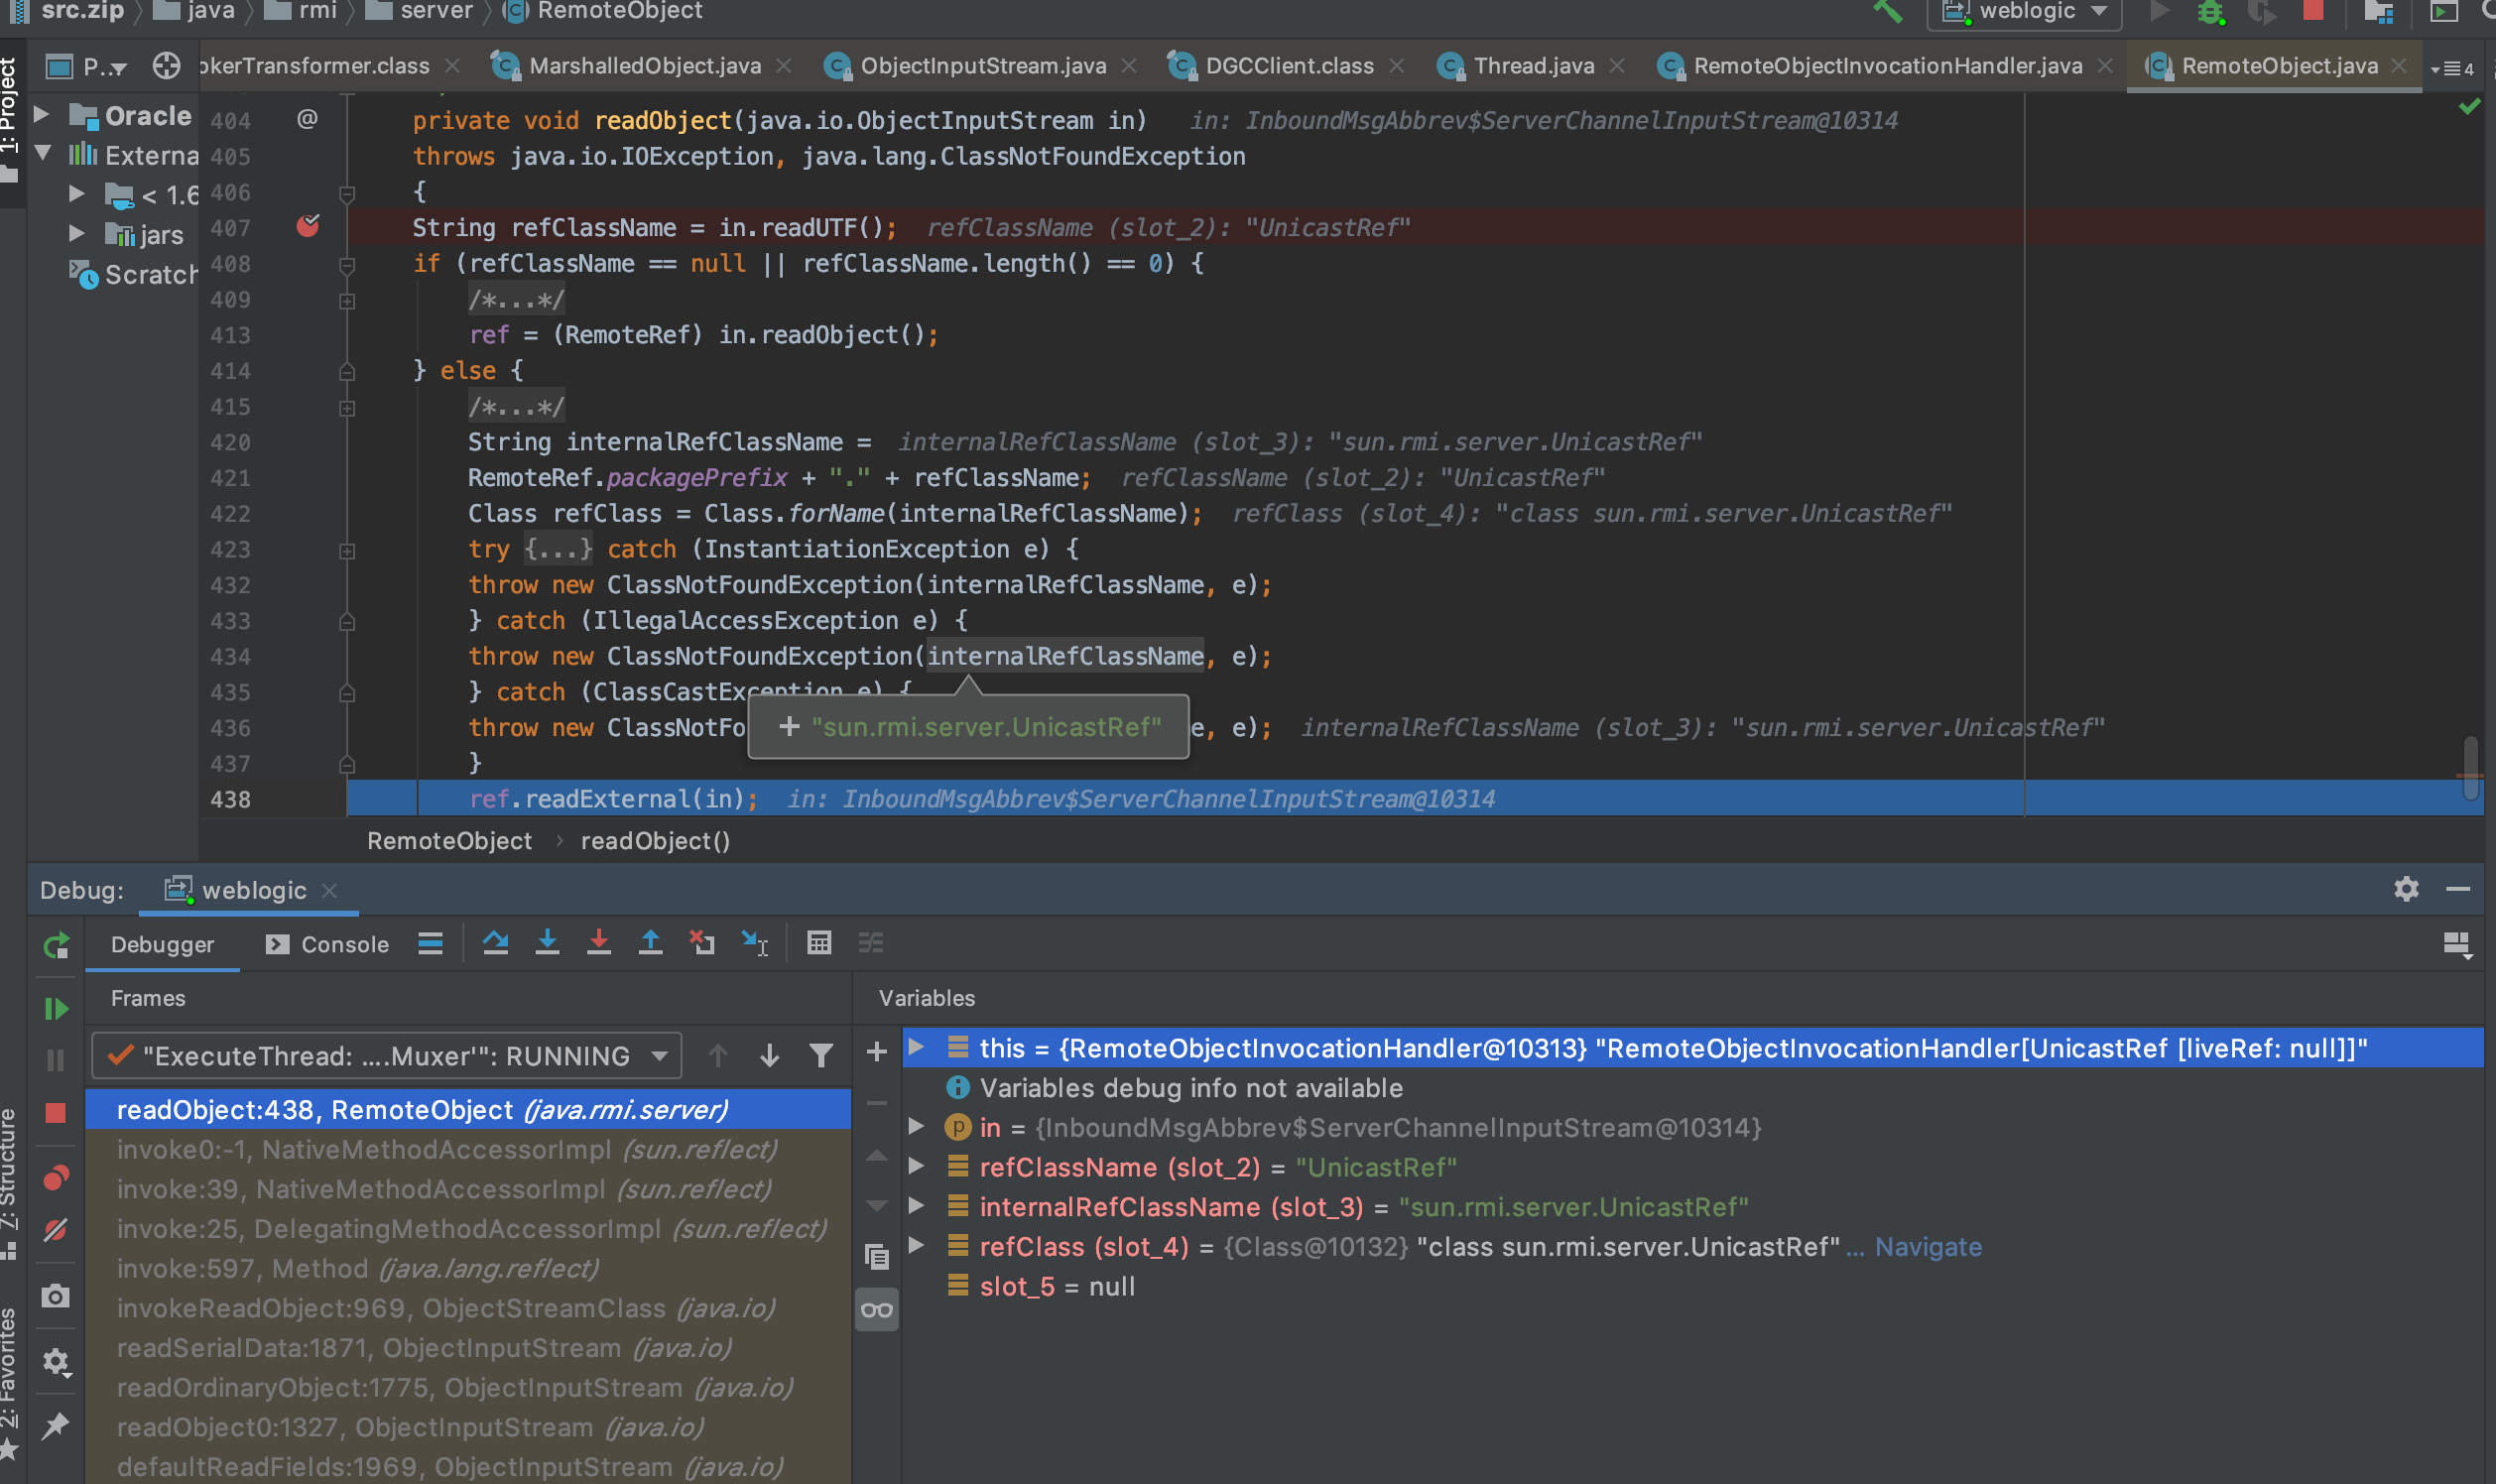 src.zip java rmi server RemoteObject weblogic
1: Project P... okerTransformer.class MarshalledObject.java ObjectInputStream.java DGCClient.class Thread.java RemoteObjectInvocationHandler.java RemoteObject.java 4
Oracle
Externa
< 1.6
jars
Scratch
404 @ private void readObject(java.io.ObjectInputStream in) in: InboundMsgAbbrev$ServerChannelInputStream@10314
405 throws java.io.IOException, java.lang.ClassNotFoundException
406 {
407 String refClassName = in.readUTF(); refClassName (slot_2): "UnicastRef"
408 if (refClassName == null || refClassName.length() == 0) {
409 /*...*/
413 ref = (RemoteRef) in.readObject();
414 } else {
415 /*...*/
420 String internalRefClassName = internalRefClassName (slot_3): "sun.rmi.server.UnicastRef"
421 RemoteRef.packagePrefix + "." + refClassName; refClassName (slot_2): "UnicastRef"
422 Class refClass = Class.forName(internalRefClassName); refClass (slot_4): "class sun.rmi.server.UnicastRef"
423 try {...} catch (InstantiationException e) {
432 throw new ClassNotFoundException(internalRefClassName, e);
433 } catch (IllegalAccessException e) {
434 throw new ClassNotFoundException(internalRefClassName, e);
435 } catch (ClassCastException e) {
436 throw new ClassNotFo e, e); internalRefClassName (slot_3): "sun.rmi.server.UnicastRef"
+ "sun.rmi.server.UnicastRef"
437 }
438 ref.readExternal(in); in: InboundMsgAbbrev$ServerChannelInputStream@10314
RemoteObject › readObject()
Debug: weblogic
Debugger Console
Frames
"ExecuteThread: ....Muxer'": RUNNING
readObject:438, RemoteObject (java.rmi.server)
invoke0:-1, NativeMethodAccessorImpl (sun.reflect)
invoke:39, NativeMethodAccessorImpl (sun.reflect)
invoke:25, DelegatingMethodAccessorImpl (sun.reflect)
invoke:597, Method (java.lang.reflect)
invokeReadObject:969, ObjectStreamClass (java.io)
readSerialData:1871, ObjectInputStream (java.io)
readOrdinaryObject:1775, ObjectInputStream (java.io)
readObject0:1327, ObjectInputStream (java.io)
defaultReadFields:1969, ObjectInputStream (java.io)
Variables
this = {RemoteObjectInvocationHandler@10313} "RemoteObjectInvocationHandler[UnicastRef [liveRef: null]]"
Variables debug info not available
p in = {InboundMsgAbbrev$ServerChannelInputStream@10314}
refClassName (slot_2) = "UnicastRef"
internalRefClassName (slot_3) = "sun.rmi.server.UnicastRef"
refClass (slot_4) = {Class@10132} "class sun.rmi.server.UnicastRef" ... Navigate
slot_5 = null
7: Structure
2: Favorites